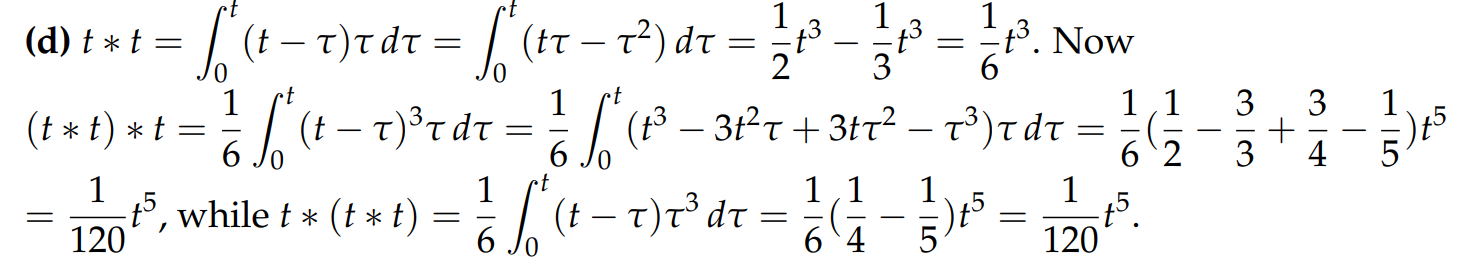 (d) t ∗ t = ∫₀ᵗ (t − τ)τ dτ = ∫₀ᵗ (tτ − τ²) dτ = 1/2 t³ − 1/3 t³ = 1/6 t³. Now
(t ∗ t) ∗ t = 1/6 ∫₀ᵗ (t − τ)³τ dτ = 1/6 ∫₀ᵗ (t³ − 3t²τ + 3tτ² − τ³)τ dτ = 1/6 (1/2 − 3/3 + 3/4 − 1/5)t⁵
= 1/120 t⁵, while t ∗ (t ∗ t) = 1/6 ∫₀ᵗ (t − τ)τ³ dτ = 1/6 (1/4 − 1/5)t⁵ = 1/120 t⁵.